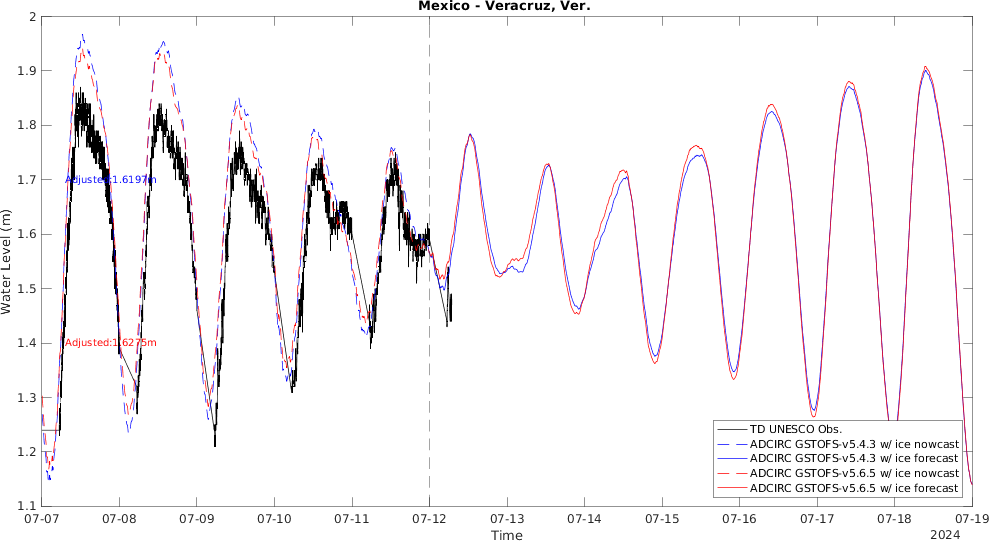 Mexico - Veracruz, Ver.
2
1.9
1.8
1.7
1.6
1.5
1.4
1.3
1.2
1.1
Water Level (m)
Adjusted:1.6197m
Adjusted:1.6275m
TD UNESCO Obs.
ADCIRC GSTOFS-v5.4.3 w/ ice nowcast
ADCIRC GSTOFS-v5.4.3 w/ ice forecast
ADCIRC GSTOFS-v5.6.5 w/ ice nowcast
ADCIRC GSTOFS-v5.6.5 w/ ice forecast
07-07 07-08 07-09 07-10 07-11 07-12 07-13 07-14 07-15 07-16 07-17 07-18 07-19
Time
2024